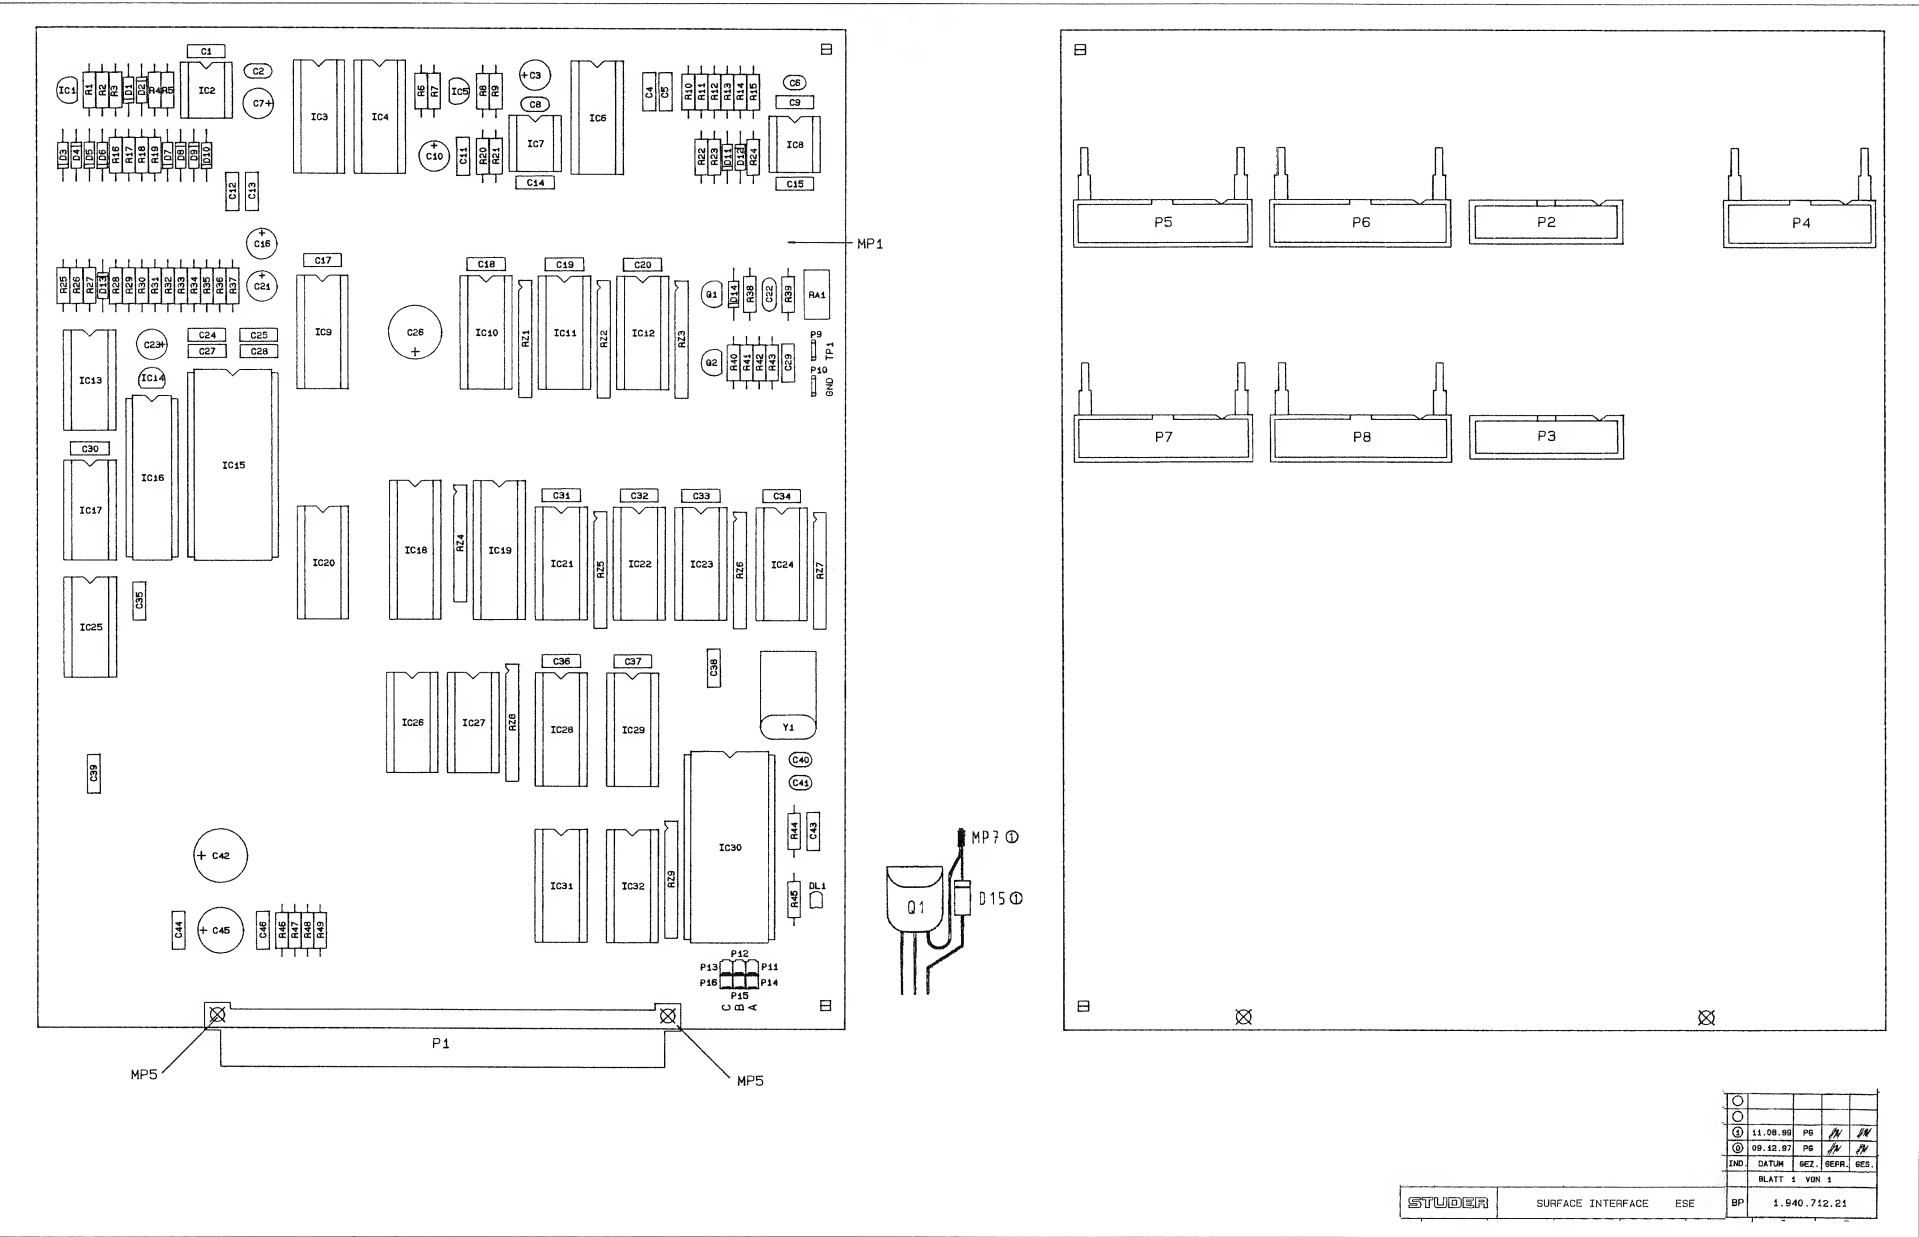 C1
IC1 R1 R2 R3 D1 D2 R4 R5 IC2 C2 C7+
IC3 IC4 R6 R7 IC5 R8 R9 +C3 C8 IC6
C4 C5 R10 R11 R12 R13 R14 R15 C6 C9
D3 D4 D5 D6 R16 R17 R18 R19 D7 D8 D9 D10
+ C10 C11 R20 R21 IC7 C14
R22 R23 D11 D12 R24 IC8 C15
C12 C13
+ C16
MP1
R25 R26 R27 D13 R28 R29 R30 R31 R32 R33 R34 R35 R36 R37 + C21
C17 IC9 C26 +
C18 IC10 RZ1 C19 IC11 RZ2 C20 IC12 RZ3
Q1 D14 R38 C22 R39 RA1
Q2 R40 R41 R42 R43 C29
P9 TP1
P10 GND
IC13 C23+ C24 C25
C27 C28
IC14
C30 IC16 IC15
IC17
IC20 IC18 RZ4 IC19
C31 C32 C33 C34
IC21 RZ5 IC22 IC23 RZ6 IC24 RZ7
IC25 C35
C36 C37 C38
IC26 IC27 RZ8 IC28 IC29 Y1
C39
C40
C41
+ C42
IC31 IC32 RZ9 IC30 R44 C43
R45 DL1
C44 + C45 C46 R46 R47 R48 R49
P12
P13 P11
P16 P14
P15
C B A
P1
MP5
MP5
MP7 ①
Q1 D15 ①
P5 P6 P2 P4
P7 P8 P3
① 11.08.99 PG
⓪ 09.12.97 PG
IND. DATUM GEZ. GEPR. GES.
BLATT 1 VON 1
STUDER SURFACE INTERFACE ESE BP 1.940.712.21